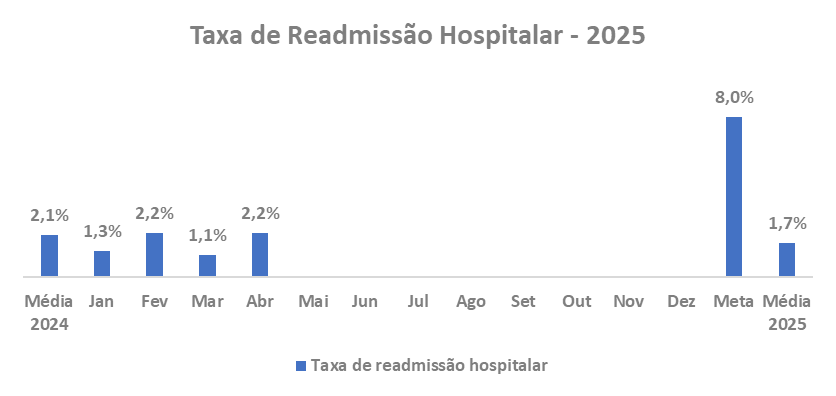 Taxa de Readmissão Hospitalar - 2025
8,0%
2,1%
1,3%
2,2%
1,1%
2,2%
1,7%
Média 2024 Jan Fev Mar Abr Mai Jun Jul Ago Set Out Nov Dez Meta Média 2025
Taxa de readmissão hospitalar